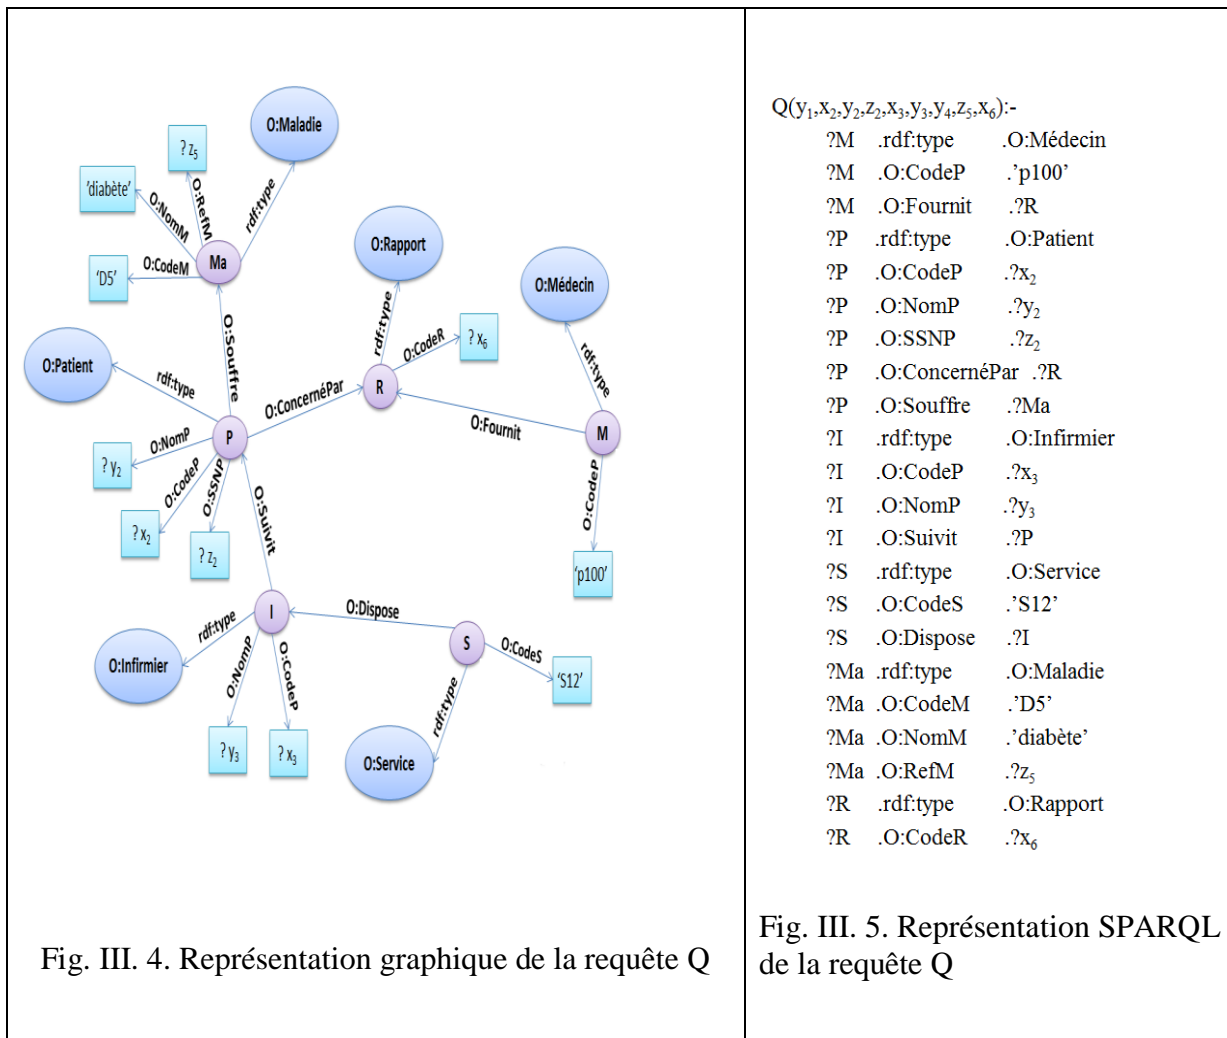 O:Maladie
? z5
'diabète'
O:RefM
O:NomM
rdf:type
O:CodeM
'D5'
Ma
O:Rapport
O:Médecin
O:Souffre
rdf:type
O:CodeR
? x6
rdf:type
O:Patient
rdf:type
O:ConcernéPar
R
O:Fournit
M
O:NomP
P
? y2
O:CodeP
O:SSNP
O:CodeP
? x2
? z2
O:Suivit
'p100'
I
O:Dispose
rdf:type
S
O:CodeS
O:Infirmier
O:NomP
O:CodeP
'S12'
rdf:type
? y3
? x3
O:Service
Fig. III. 4. Représentation graphique de la requête Q
Q(y1,x2,y2,z2,x3,y3,y4,z5,x6):-
?M .rdf:type .O:Médecin
?M .O:CodeP .'p100'
?M .O:Fournit .?R
?P .rdf:type .O:Patient
?P .O:CodeP .?x2
?P .O:NomP .?y2
?P .O:SSNP .?z2
?P .O:ConcernéPar .?R
?P .O:Souffre .?Ma
?I .rdf:type .O:Infirmier
?I .O:CodeP .?x3
?I .O:NomP .?y3
?I .O:Suivit .?P
?S .rdf:type .O:Service
?S .O:CodeS .'S12'
?S .O:Dispose .?I
?Ma .rdf:type .O:Maladie
?Ma .O:CodeM .'D5'
?Ma .O:NomM .'diabète'
?Ma .O:RefM .?z5
?R .rdf:type .O:Rapport
?R .O:CodeR .?x6
Fig. III. 5. Représentation SPARQL
de la requête Q